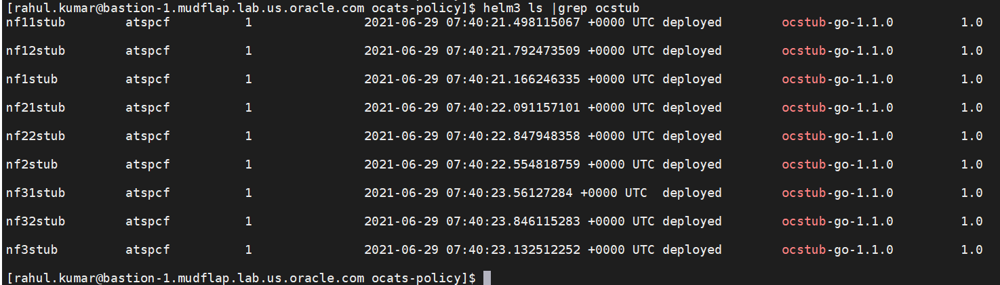 [rahul.kumar@bastion-1.mudflap.lab.us.oracle.com ocats-policy]$ helm3 ls |grep ocstub
nf11stub atspcf 1 2021-06-29 07:40:21.498115067 +0000 UTC deployed ocstub-go-1.1.0 1.0
nf12stub atspcf 1 2021-06-29 07:40:21.792473509 +0000 UTC deployed ocstub-go-1.1.0 1.0
nf1stub atspcf 1 2021-06-29 07:40:21.166246335 +0000 UTC deployed ocstub-go-1.1.0 1.0
nf21stub atspcf 1 2021-06-29 07:40:22.091157101 +0000 UTC deployed ocstub-go-1.1.0 1.0
nf22stub atspcf 1 2021-06-29 07:40:22.847948358 +0000 UTC deployed ocstub-go-1.1.0 1.0
nf2stub atspcf 1 2021-06-29 07:40:22.554818759 +0000 UTC deployed ocstub-go-1.1.0 1.0
nf31stub atspcf 1 2021-06-29 07:40:23.56127284 +0000 UTC deployed ocstub-go-1.1.0 1.0
nf32stub atspcf 1 2021-06-29 07:40:23.846115283 +0000 UTC deployed ocstub-go-1.1.0 1.0
nf3stub atspcf 1 2021-06-29 07:40:23.132512252 +0000 UTC deployed ocstub-go-1.1.0 1.0
[rahul.kumar@bastion-1.mudflap.lab.us.oracle.com ocats-policy]$